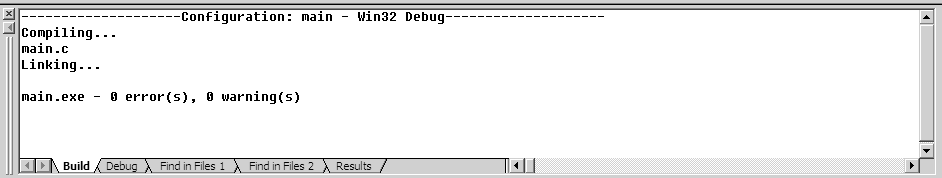 --------------------Configuration: main - Win32 Debug--------------------
Compiling...
main.c
Linking...
main.exe - 0 error(s), 0 warning(s)
Build Debug Find in Files 1 Find in Files 2 Results